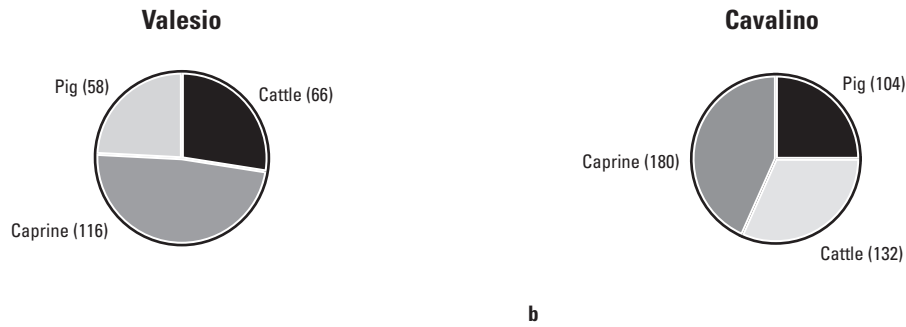 Valesio
Pig (58)
Cattle (66)
Caprine (116)
Cavalino
Pig (104)
Caprine (180)
Cattle (132)
b